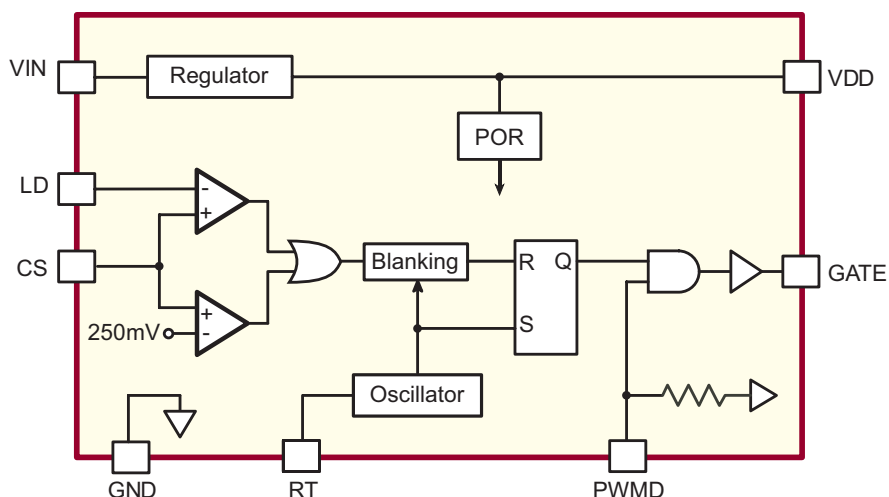 VIN
Regulator
VDD
POR
LD
-
+
CS
Blanking
R
Q
GATE
+
250mV
-
S
Oscillator
GND
RT
PWMD